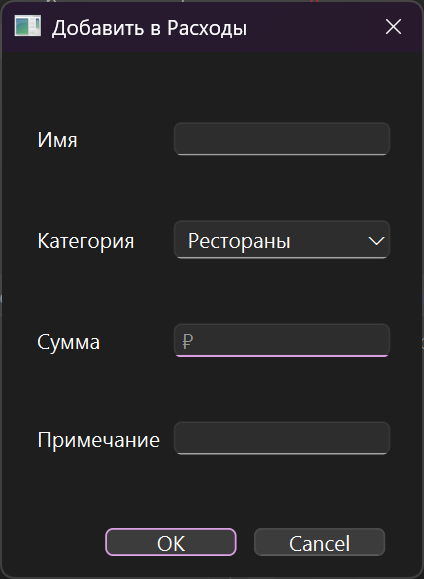 Добавить в Расходы
Имя
Категория Рестораны
Сумма ₽
Примечание
OK Cancel